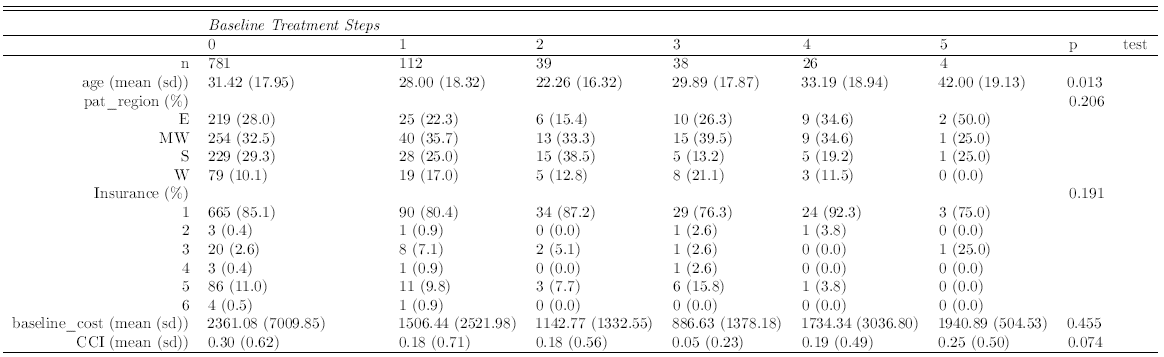 Baseline Treatment Steps
0 1 2 3 4 5 p test
n 781 112 39 38 26 4
age (mean (sd)) 31.42 (17.95) 28.00 (18.32) 22.26 (16.32) 29.89 (17.87) 33.19 (18.94) 42.00 (19.13) 0.013
pat_region (%) 0.206
E 219 (28.0) 25 (22.3) 6 (15.4) 10 (26.3) 9 (34.6) 2 (50.0)
MW 254 (32.5) 40 (35.7) 13 (33.3) 15 (39.5) 9 (34.6) 1 (25.0)
S 229 (29.3) 28 (25.0) 15 (38.5) 5 (13.2) 5 (19.2) 1 (25.0)
W 79 (10.1) 19 (17.0) 5 (12.8) 8 (21.1) 3 (11.5) 0 (0.0)
Insurance (%) 0.191
1 665 (85.1) 90 (80.4) 34 (87.2) 29 (76.3) 24 (92.3) 3 (75.0)
2 3 (0.4) 1 (0.9) 0 (0.0) 1 (2.6) 1 (3.8) 0 (0.0)
3 20 (2.6) 8 (7.1) 2 (5.1) 1 (2.6) 0 (0.0) 1 (25.0)
4 3 (0.4) 1 (0.9) 0 (0.0) 1 (2.6) 0 (0.0) 0 (0.0)
5 86 (11.0) 11 (9.8) 3 (7.7) 6 (15.8) 1 (3.8) 0 (0.0)
6 4 (0.5) 1 (0.9) 0 (0.0) 0 (0.0) 0 (0.0) 0 (0.0)
baseline_cost (mean (sd)) 2361.08 (7009.85) 1506.44 (2521.98) 1142.77 (1332.55) 886.63 (1378.18) 1734.34 (3036.80) 1940.89 (504.53) 0.455
CCI (mean (sd)) 0.30 (0.62) 0.18 (0.71) 0.18 (0.56) 0.05 (0.23) 0.19 (0.49) 0.25 (0.50) 0.074